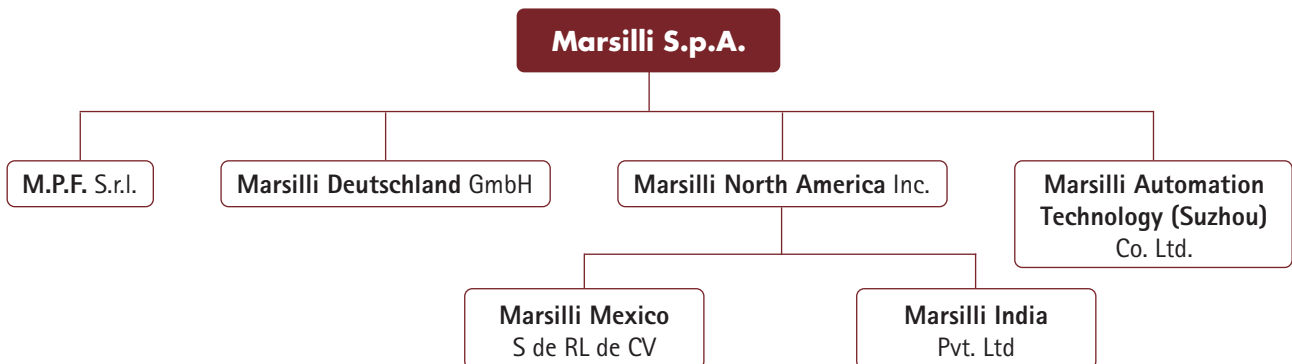 Marsilli S.p.A.
M.P.F. S.r.l.
Marsilli Deutschland GmbH
Marsilli North America Inc.
Marsilli Automation
Technology (Suzhou)
Co. Ltd.
Marsilli Mexico
S de RL de CV
Marsilli India
Pvt. Ltd